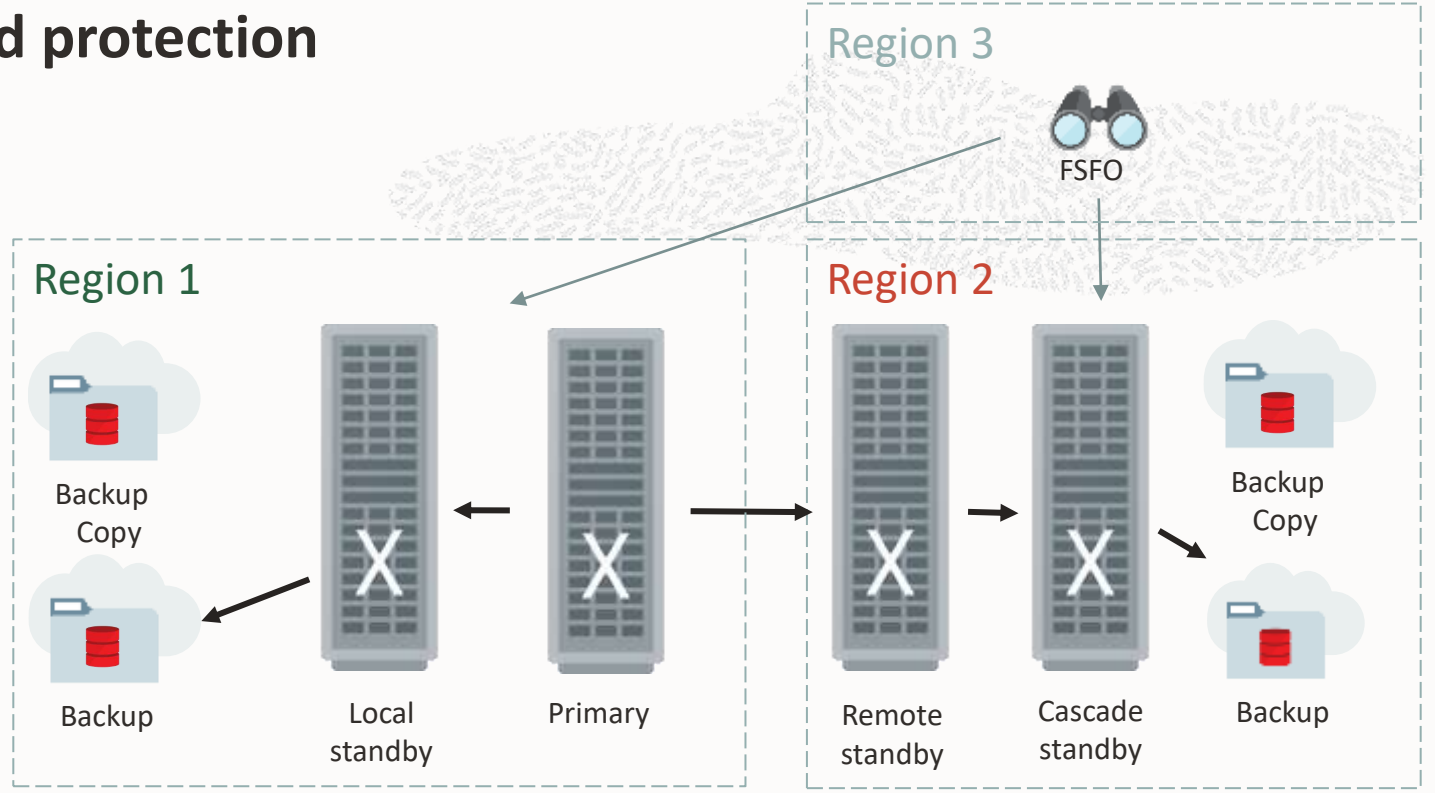 d protection
Region 3
FSFO
Region 1
Region 2
Backup
Copy
Backup
Local
standby
Primary
X
X
Remote
standby
Cascade
standby
X
X
Backup
Copy
Backup